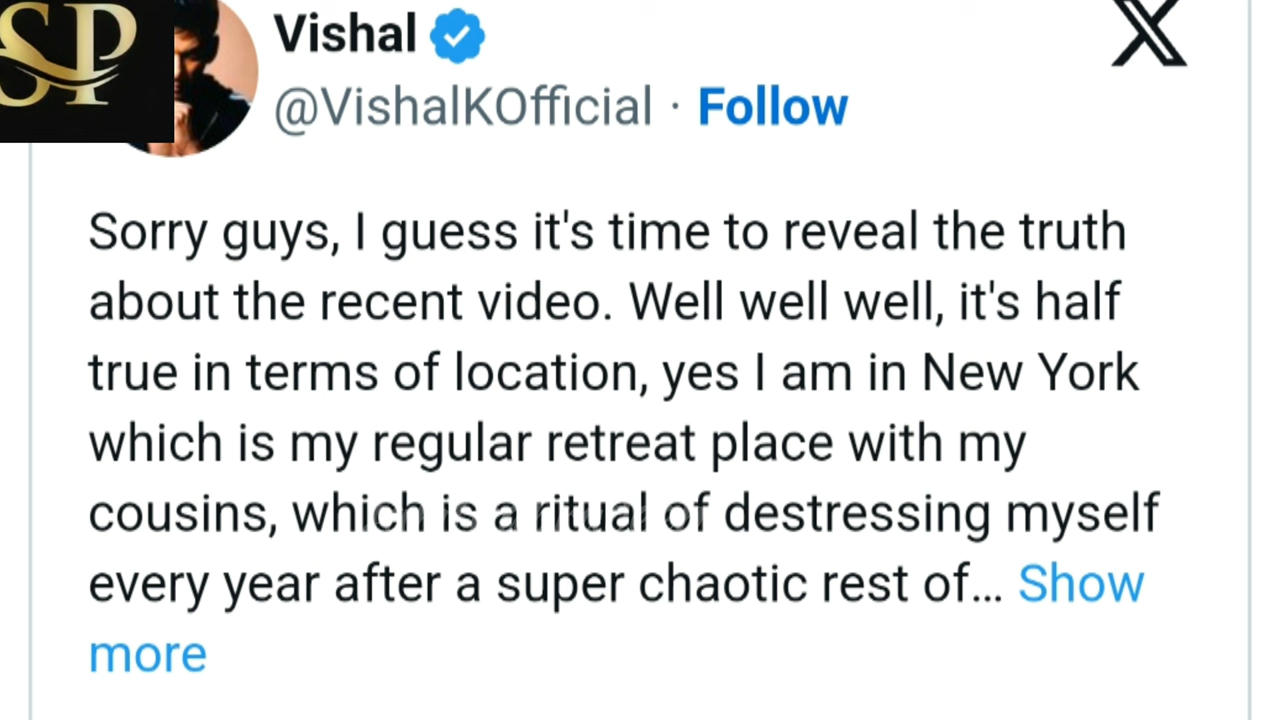 SP
Vishal
@VishalKOfficial · Follow
Sorry guys, I guess it's time to reveal the truth
about the recent video. Well well well, it's half
true in terms of location, yes I am in New York
which is my regular retreat place with my
cousins, which is a ritual of destressing myself
every year after a super chaotic rest of... Show
more